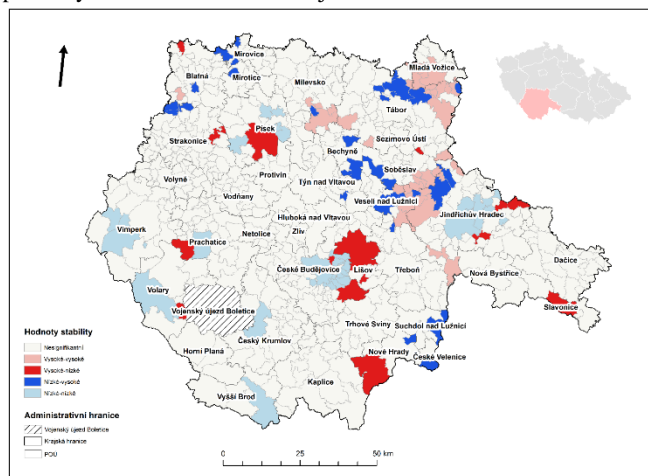 Mirovice
Mladá Vožice
Blatná
Mirotice
Milevsko
Tábor
Písek
Sezimovo Ústí
Strakonice
Bechyně
Soběslav
Volyně
Protivín
Týn nad Vltavou
Vodňany
Veselí nad Lužnicí
Hluboká nad Vltavou
Jindřichův Hradec
Vimperk
Netolice
Zliv
Prachatice
Dačice
České Budějovice
Lišov
Třeboň
Nová Bystřice
Volary
Slavonice
Vojenský újezd Boletice
Trhové Sviny
Suchdol nad Lužnicí
Český Krumlov
Horní Planá
Nové Hrady
České Velenice
Kaplice
Vyšší Brod
Hodnoty stability
Nesignifikantní
Vysoké-vysoké
Vysoké-nízké
Nízké-vysoké
Nízké-nízké
Administrativní hranice
Vojenský újezd Boletice
Krajská hranice
POU
0 25 50 km